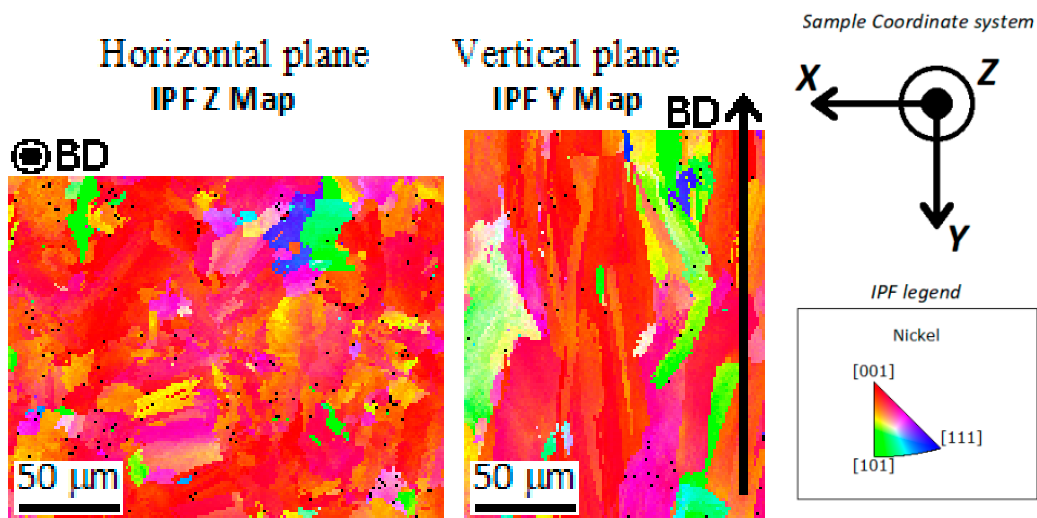 Horizontal plane
IPF Z Map
BD
50 μm
Vertical plane
IPF Y Map
BD
50 μm
Sample Coordinate system
X
Z
Y
IPF legend
Nickel
[001]
[111]
[101]